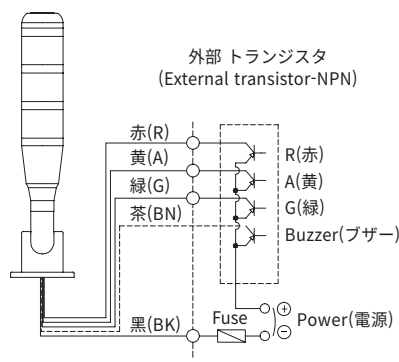 外部 トランジスタ
(External transistor-NPN)
赤(R)
黄(A)
緑(G)
茶(BN)
黒(BK)
R(赤)
A(黄)
G(緑)
Buzzer(ブザー)
Fuse
+
−
Power(電源)